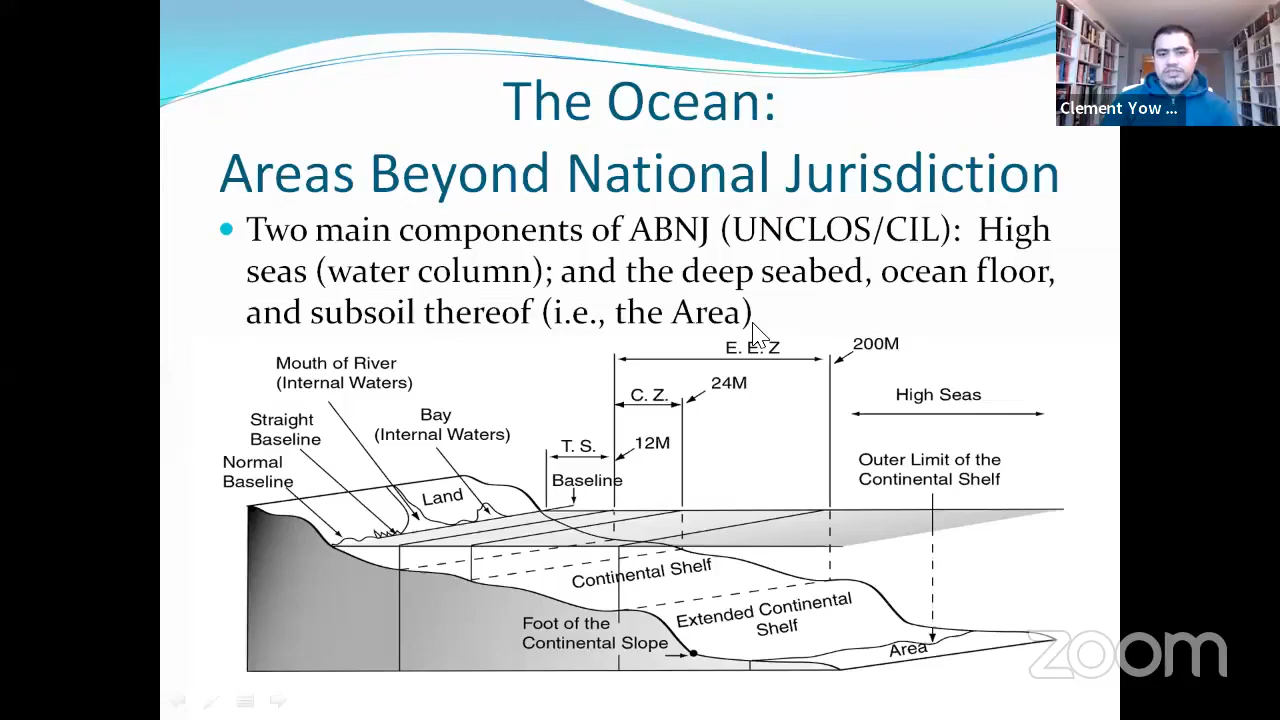 The Ocean:
Areas Beyond National Jurisdiction
Clement Yow ...
• Two main components of ABNJ (UNCLOS/CIL): High
seas (water column); and the deep seabed, ocean floor,
and subsoil thereof (i.e., the Area)
E. E. Z
200M
Mouth of River
(Internal Waters)
C. Z.
24M
High Seas
Straight
Baseline
Bay
(Internal Waters)
T. S.
12M
Normal
Baseline
Baseline
Outer Limit of the
Continental Shelf
Land
Continental Shelf
Extended Continental
Shelf
Foot of the
Continental Slope
Area
zoom